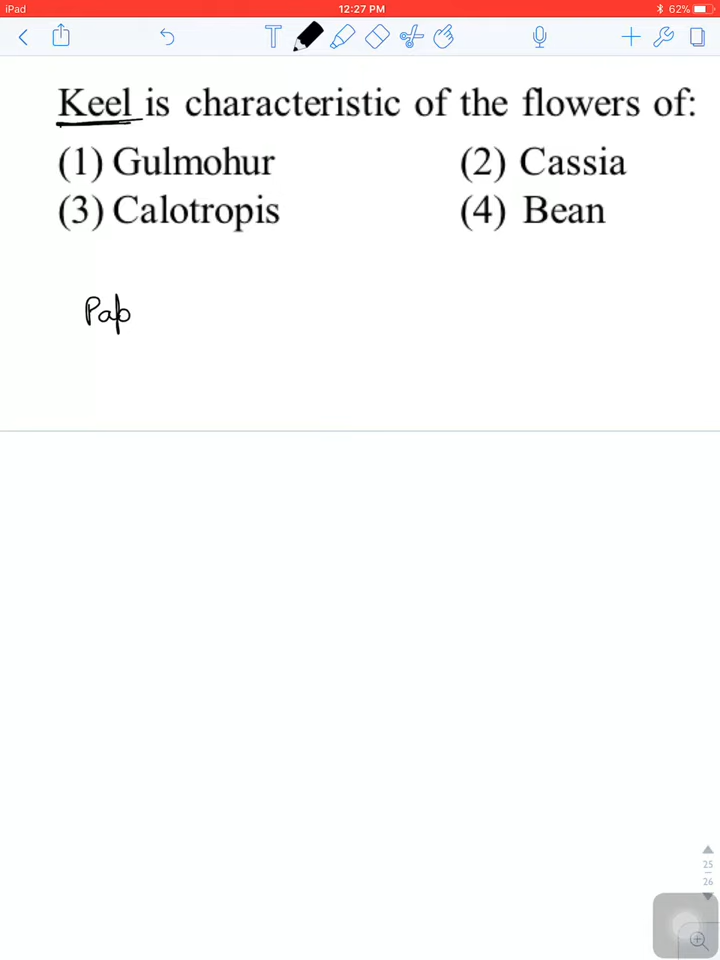 iPad 12:27 PM 62%
T
Keel is characteristic of the flowers of:
(1) Gulmohur (2) Cassia
(3) Calotropis (4) Bean
Pap
25
26